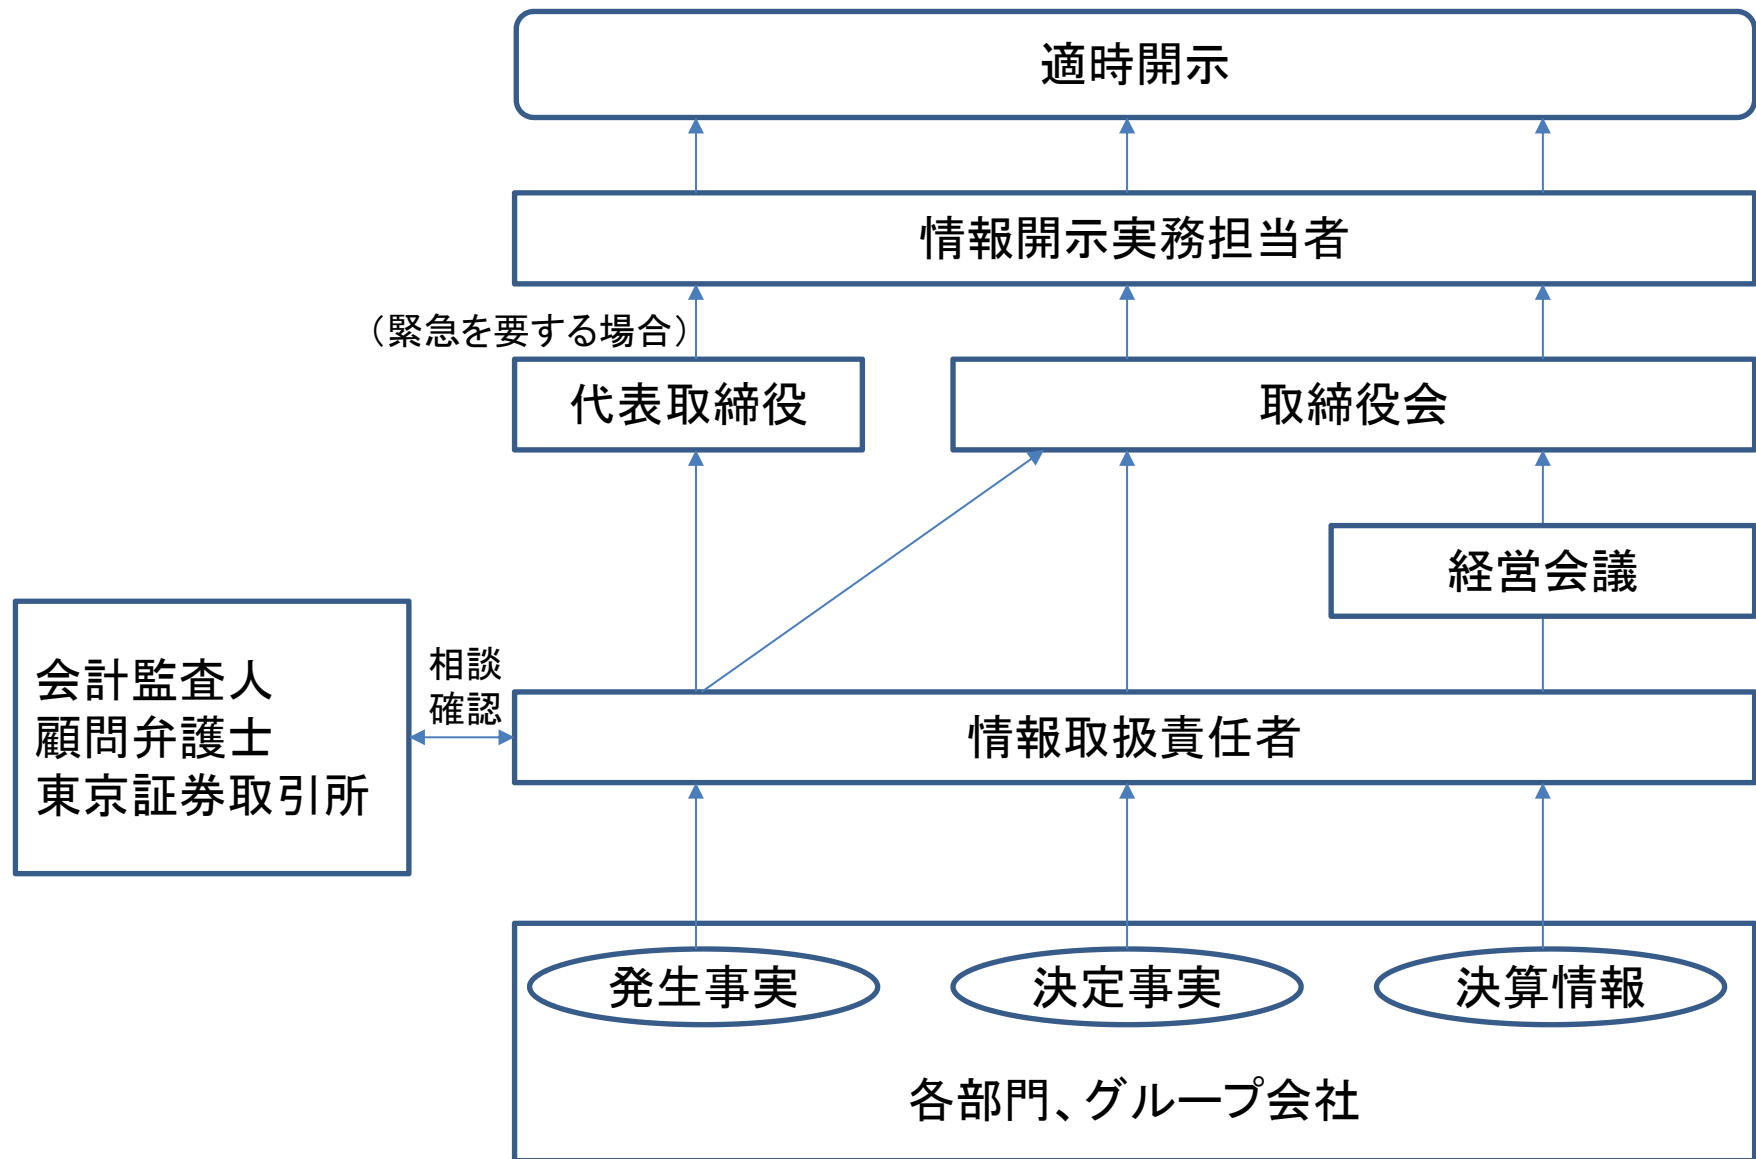 適時開示
情報開示実務担当者
（緊急を要する場合）
代表取締役
取締役会
経営会議
会計監査人
顧問弁護士
東京証券取引所
相談
確認
情報取扱責任者
発生事実
決定事実
決算情報
各部門、グループ会社